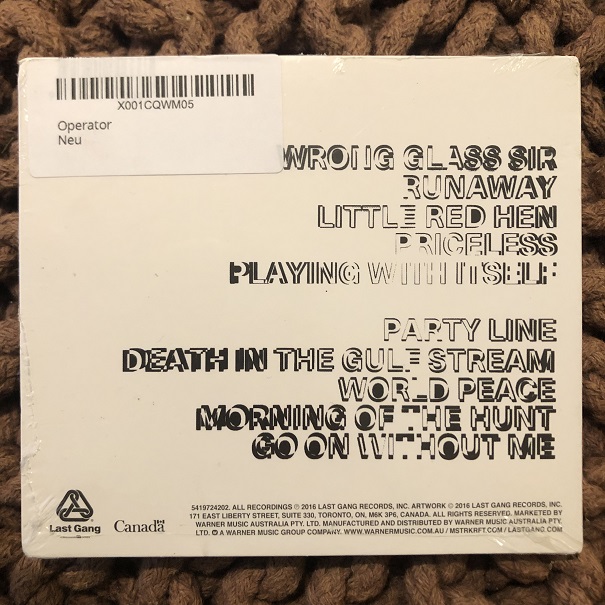 X001CQWM05
Operator
Neu
WRONG GLASS SIR
RUNAWAY
LITTLE RED HEN
PRICELESS
PLAYING WITH ITSELF
PARTY LINE
DEATH IN THE GULF STREAM
WORLD PEACE
MORNING OF THE HUNT
GO ON WITHOUT ME
Last Gang
Canada
5419724202. ALL RECORDINGS ℗ 2016 LAST GANG RECORDS, INC. ARTWORK © 2016 LAST GANG RECORDS, INC.
171 EAST LIBERTY STREET, SUITE 330, TORONTO, ON, M6K 3P6, CANADA. ALL RIGHTS RESERVED. MARKETED BY
WARNER MUSIC AUSTRALIA PTY. LTD. MANUFACTURED AND DISTRIBUTED BY WARNER MUSIC AUSTRALIA PTY.
LTD. A WARNER MUSIC GROUP COMPANY. WWW.WARNERMUSIC.COM.AU / MSTRKRFT.COM / LASTGANG.COM